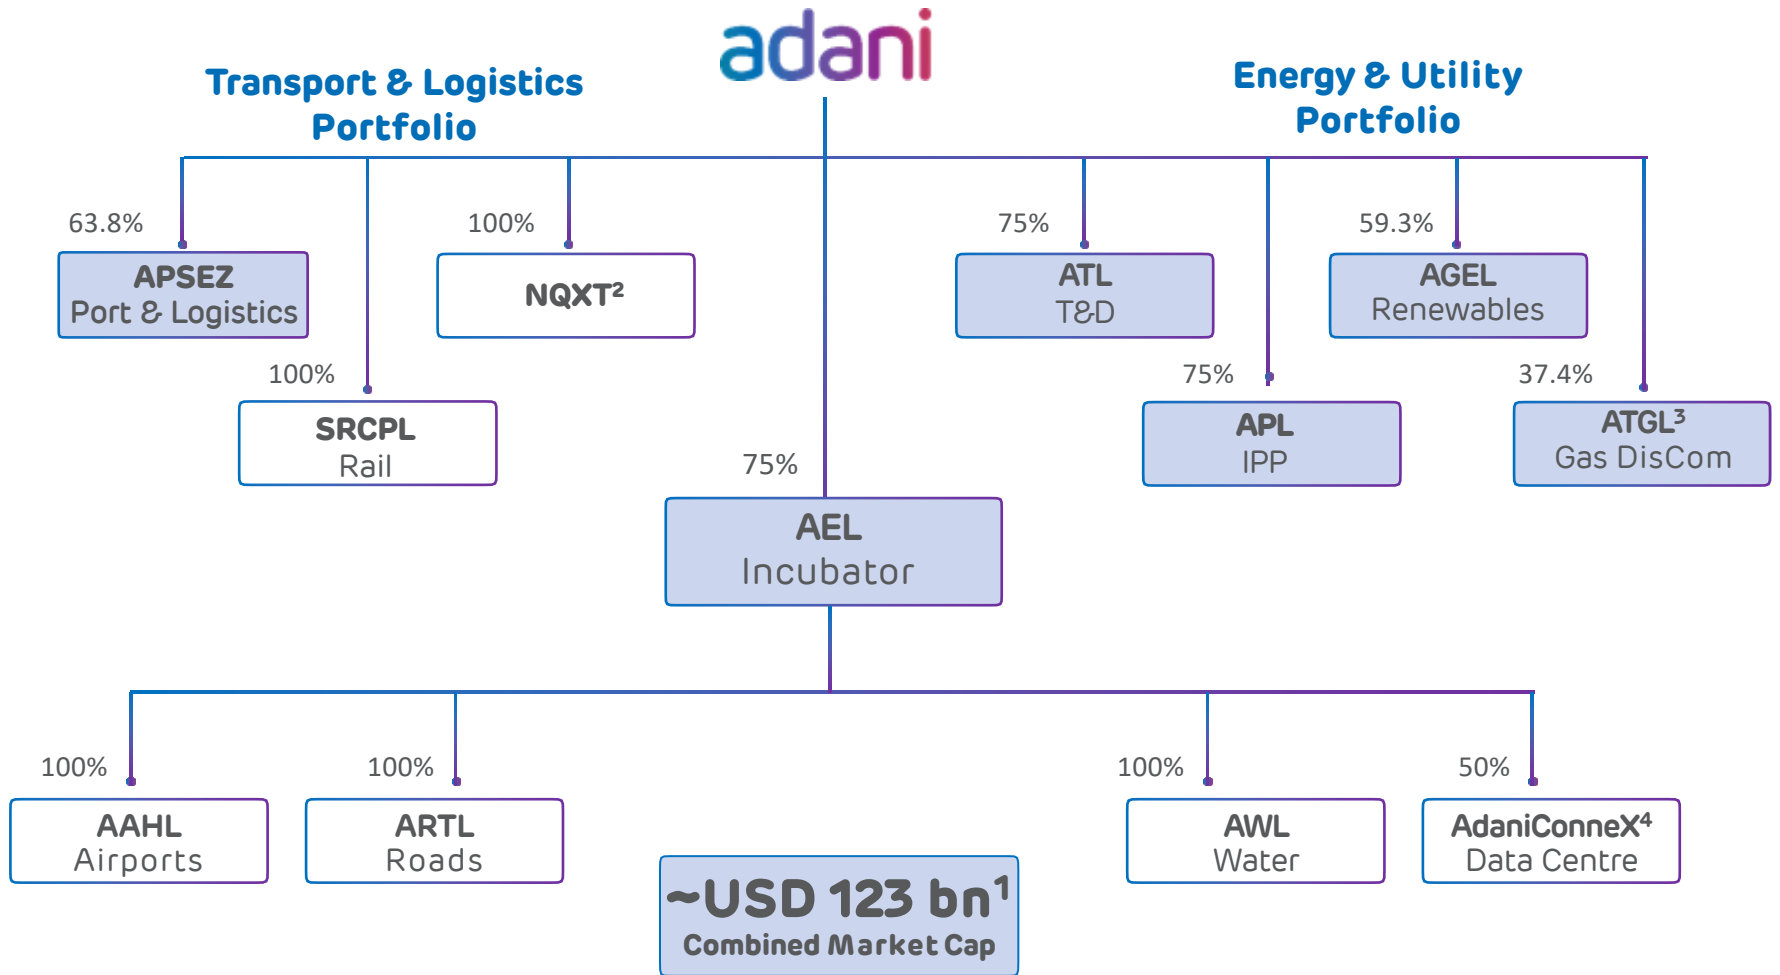 adani
Transport & Logistics
Portfolio
Energy & Utility
Portfolio
63.8%
APSEZ
Port & Logistics
100%
SRCPL
Rail
100%
NQXT²
75%
ATL
T&D
75%
APL
IPP
59.3%
AGEL
Renewables
37.4%
ATGL³
Gas DisCom
75%
AEL
Incubator
100%
AAHL
Airports
100%
ARTL
Roads
100%
AWL
Water
50%
AdaniConneX⁴
Data Centre
~USD 123 bn¹
Combined Market Cap